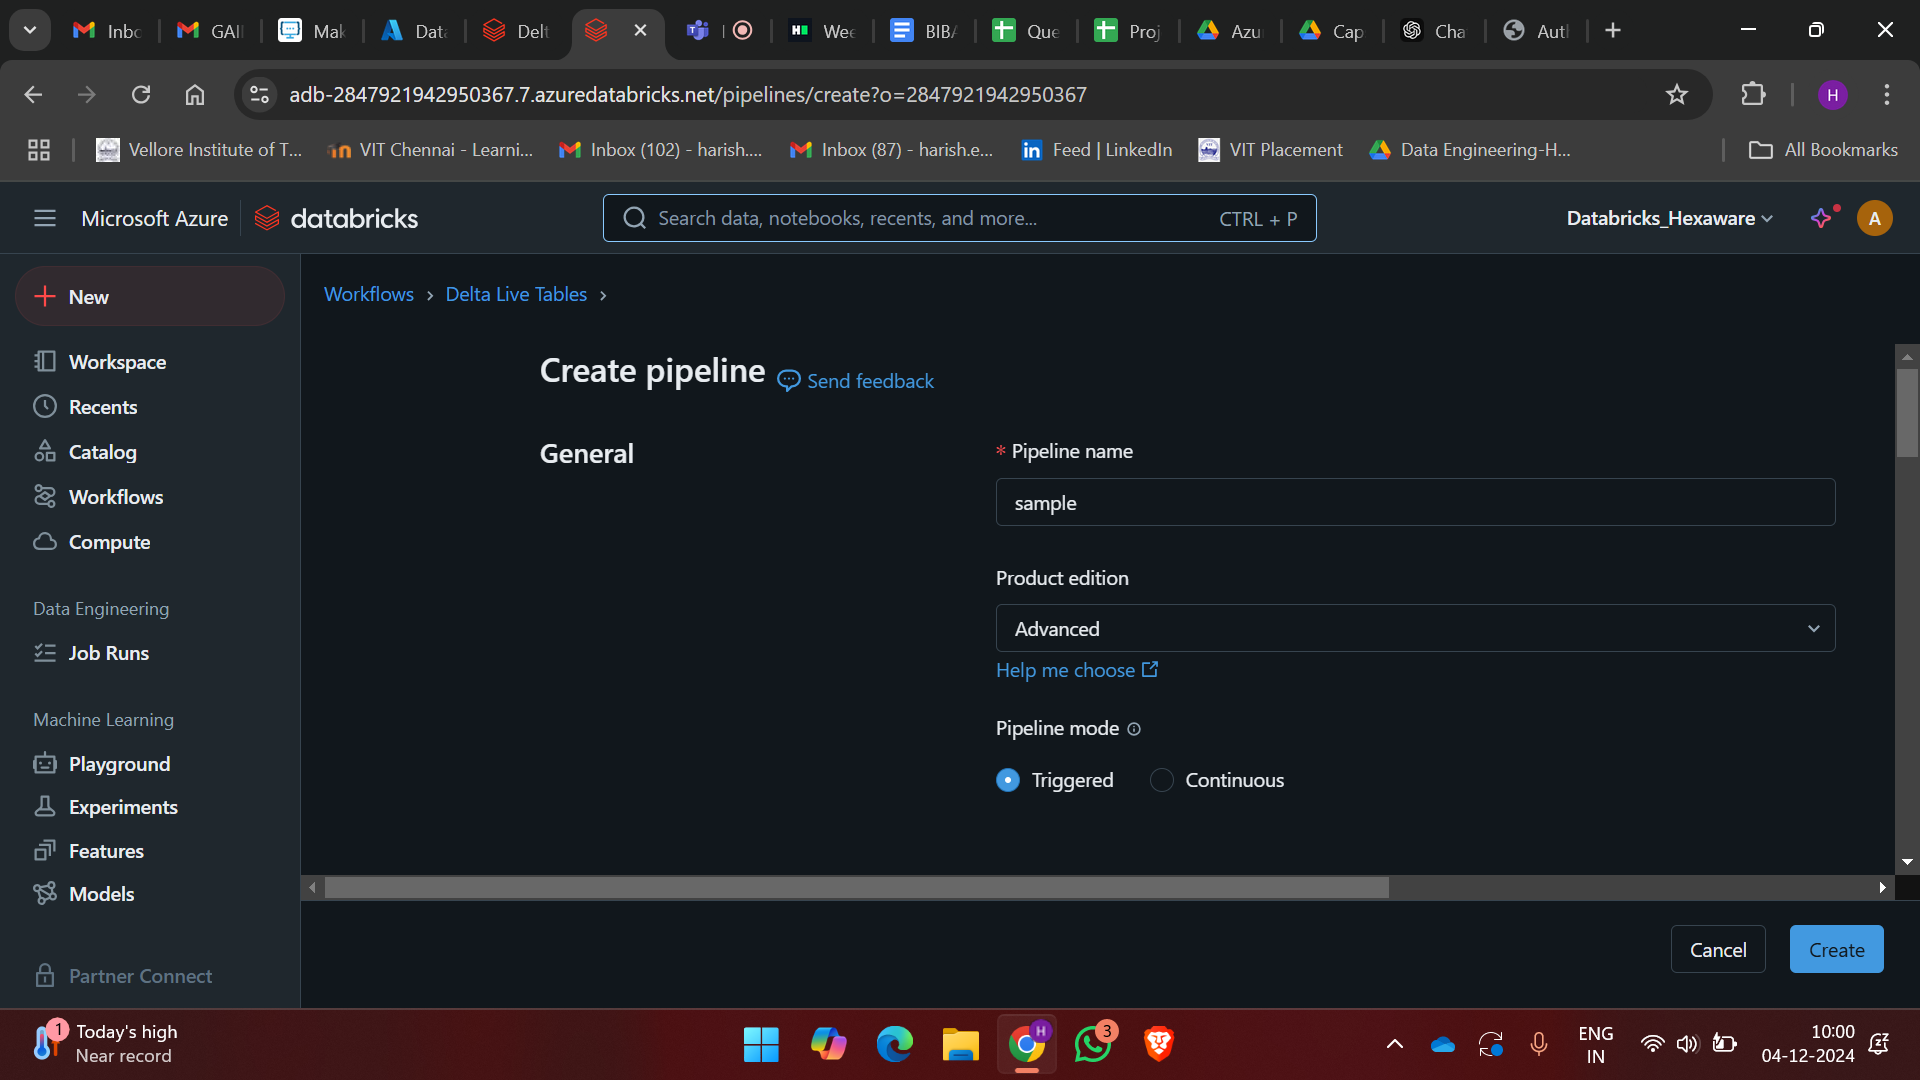 Inbc
GAI
Mak
Data
Delt
Wee
BIBA
Que
Proj
Azu
Cap
Cha
Autl
adb-2847921942950367.7.azuredatabricks.net/pipelines/create?o=2847921942950367
H
Vellore Institute of T...
VIT Chennai - Learni...
Inbox (102) - harish....
Inbox (87) - harish.e...
Feed | LinkedIn
VIT Placement
Data Engineering-H...
All Bookmarks
Microsoft Azure
databricks
Search data, notebooks, recents, and more...
CTRL + P
Databricks_Hexaware
A
New
Workspace
Recents
Catalog
Workflows
Compute
Data Engineering
Job Runs
Machine Learning
Playground
Experiments
Features
Models
Partner Connect
Workflows > Delta Live Tables >
Create pipeline
Send feedback
General
* Pipeline name
sample
Product edition
Advanced
Help me choose
Pipeline mode
Triggered
Continuous
Cancel
Create
1
Today's high
Near record
H
3
ENG
IN
10:00
04-12-2024